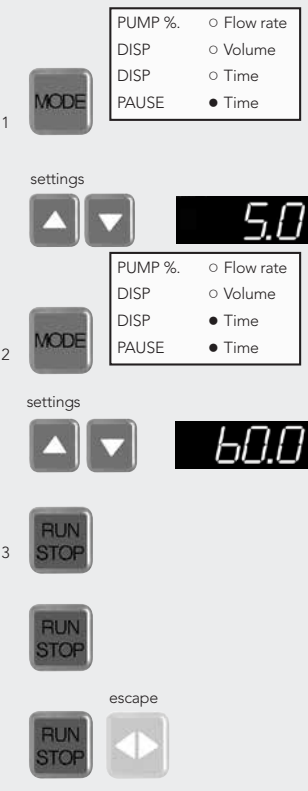 PUMP %. ○ Flow rate
DISP ○ Volume
DISP ○ Time
PAUSE ● Time
MODE
1
settings
5.0
PUMP %. ○ Flow rate
DISP ○ Volume
DISP ● Time
PAUSE ● Time
MODE
2
settings
60.0
RUN
STOP
3
RUN
STOP
escape
RUN
STOP